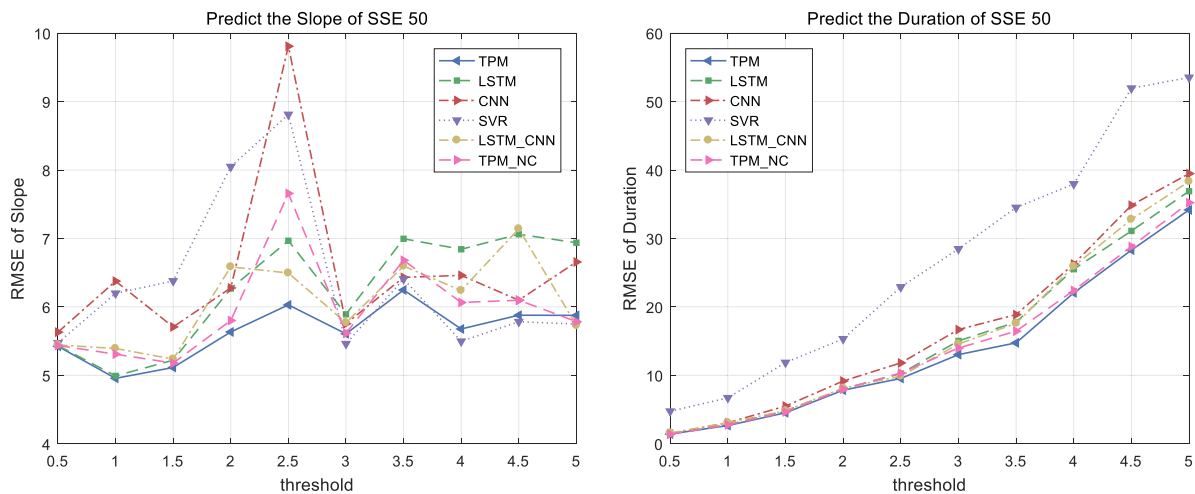 Predict the Slope of SSE 50
10
9
8
7
6
5
4
RMSE of Slope
0.5 1 1.5 2 2.5 3 3.5 4 4.5 5
threshold
TPM
LSTM
CNN
SVR
LSTM_CNN
TPM_NC
Predict the Duration of SSE 50
60
50
40
30
20
10
0
RMSE of Duration
0.5 1 1.5 2 2.5 3 3.5 4 4.5 5
threshold
TPM
LSTM
CNN
SVR
LSTM_CNN
TPM_NC